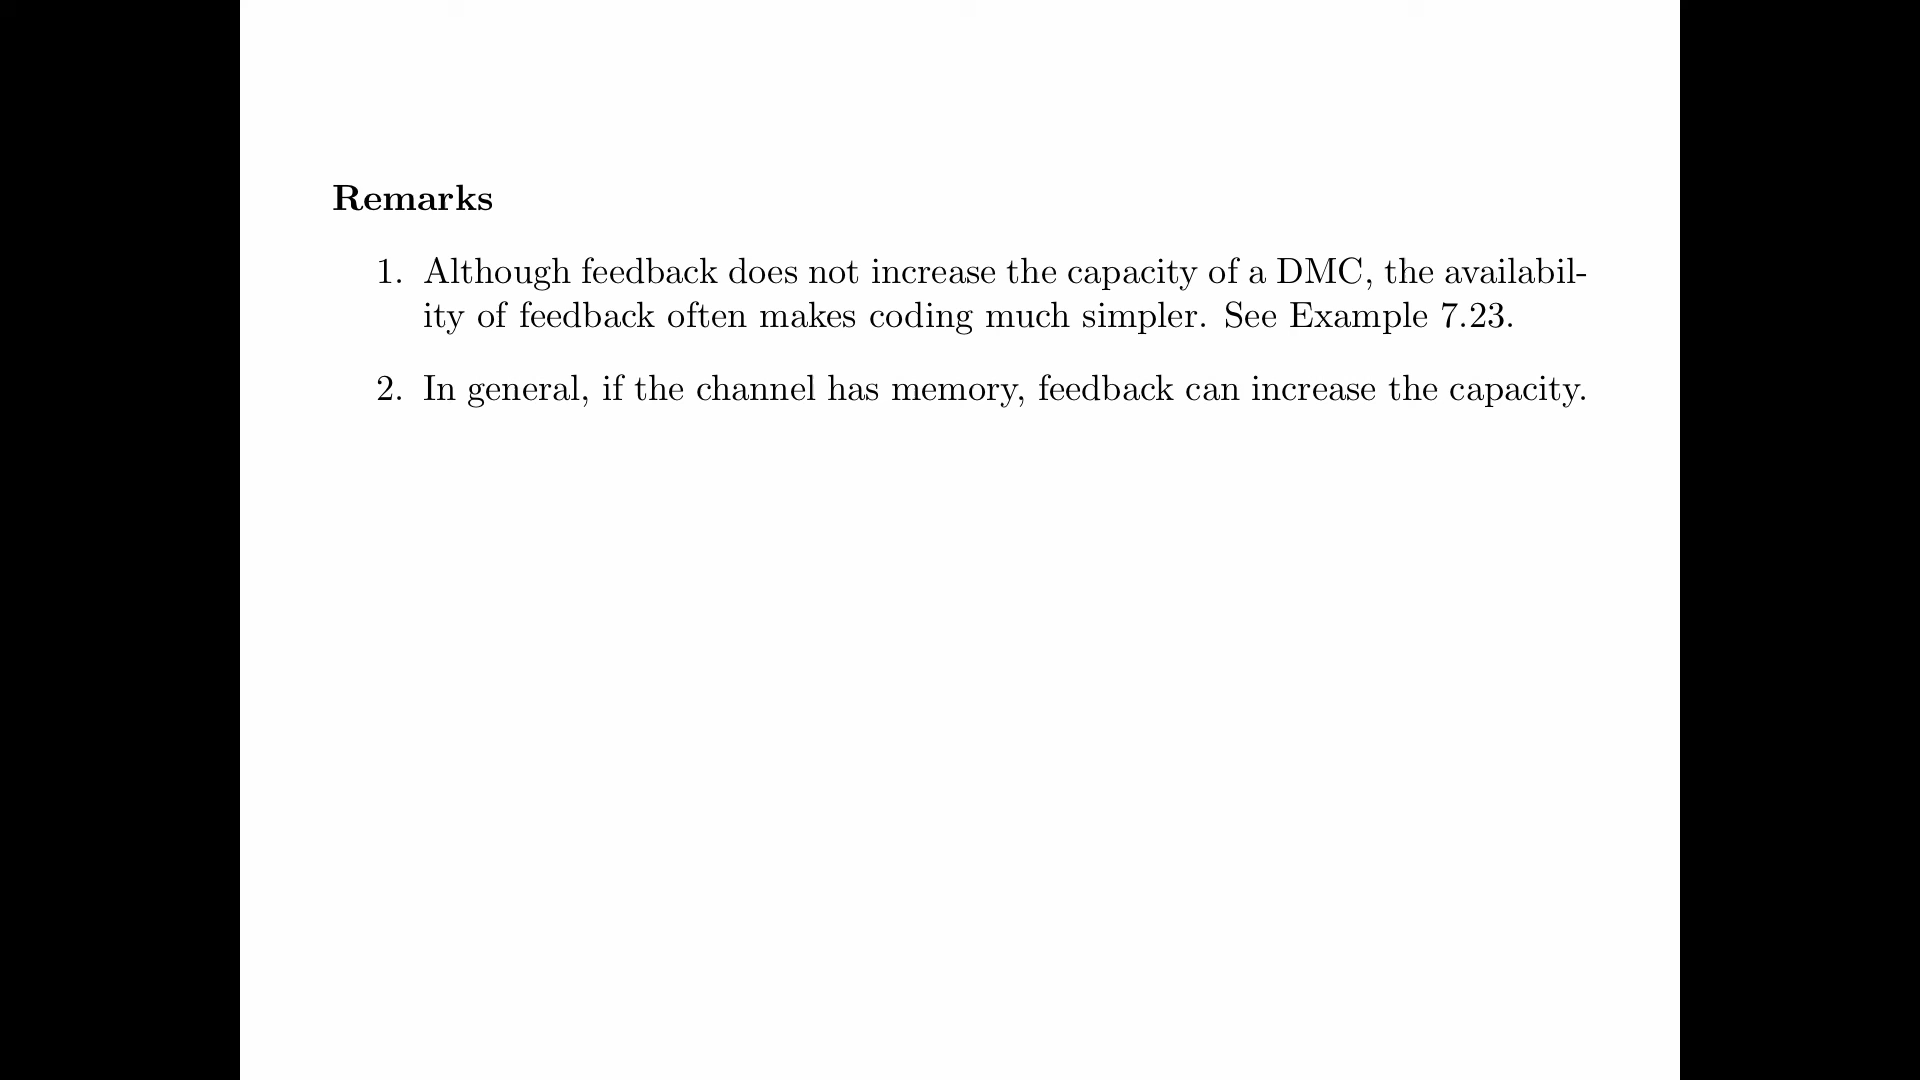 Remarks
1. Although feedback does not increase the capacity of a DMC, the availabil-
ity of feedback often makes coding much simpler. See Example 7.23.
2. In general, if the channel has memory, feedback can increase the capacity.